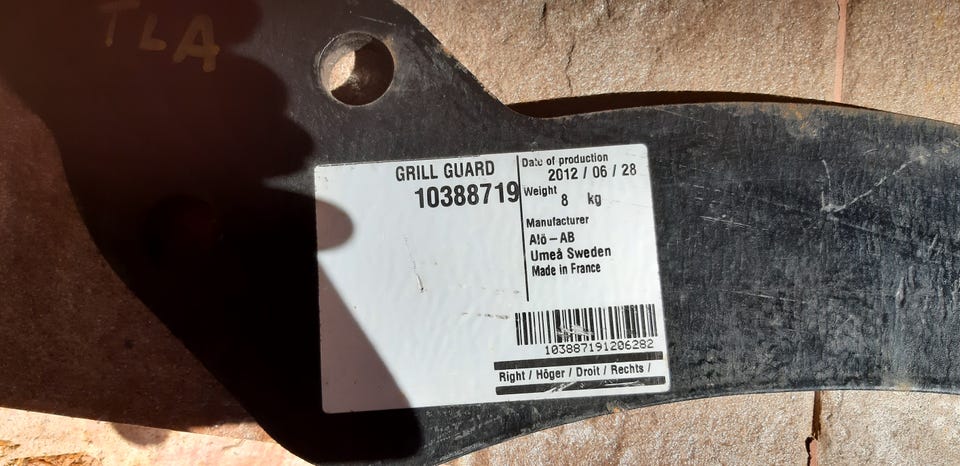 TLA
GRILL GUARD
10388719
Date of production
2012 / 06 / 28
Weight
8 kg
Manufacturer
Alö - AB
Umeå Sweden
Made in France
103887191206282
Right / Höger / Droit / Rechts /